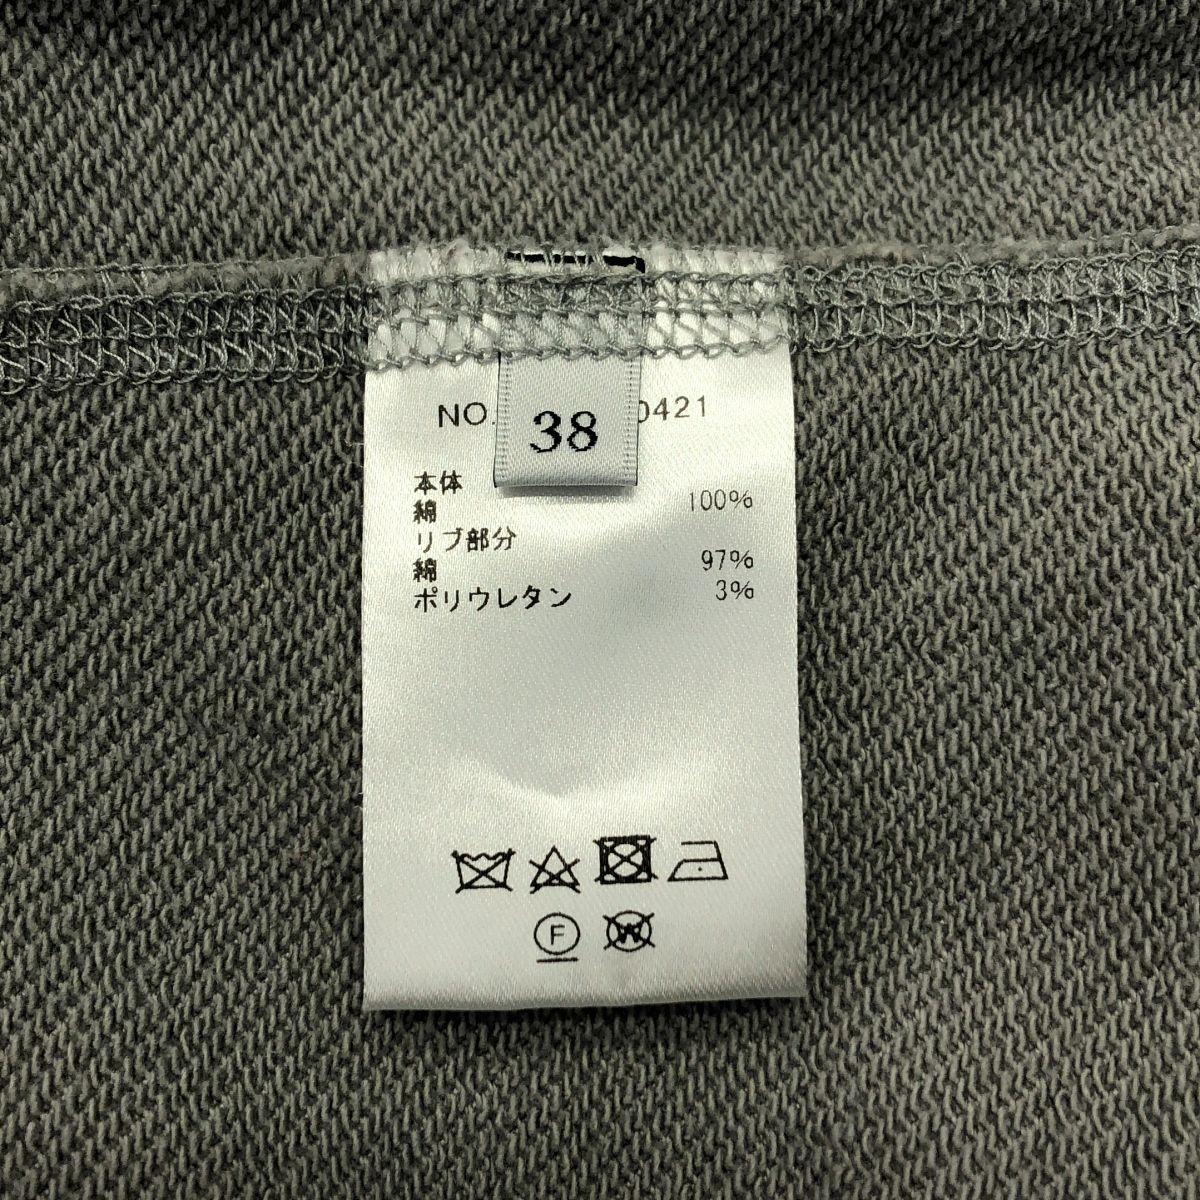 NO. 0421
38
本体
綿 100%
リブ部分
綿 97%
ポリウレタン 3%
F
W